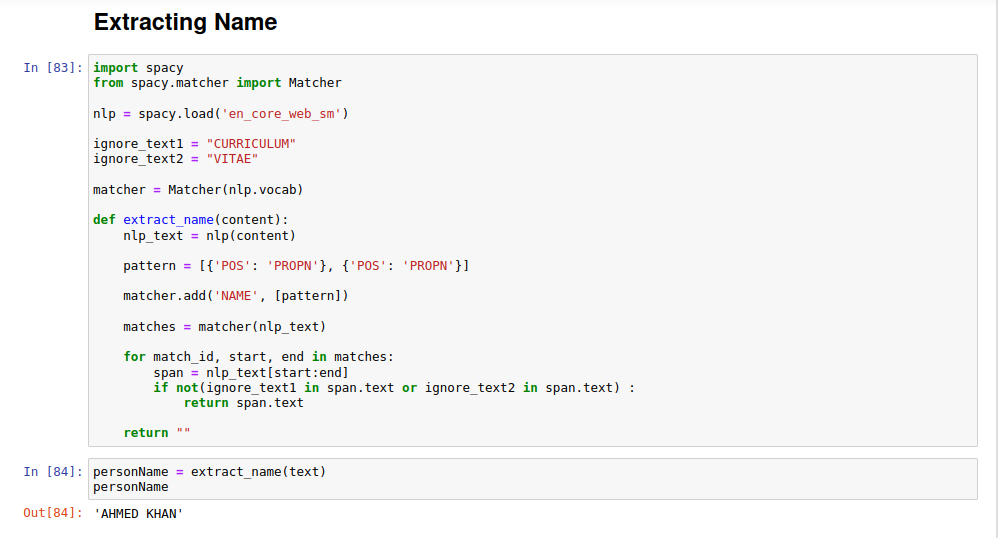 Extracting Name
In [83]: import spacy
from spacy.matcher import Matcher
nlp = spacy.load('en_core_web_sm')
ignore_text1 = "CURRICULUM"
ignore_text2 = "VITAE"
matcher = Matcher(nlp.vocab)
def extract_name(content):
    nlp_text = nlp(content)
    pattern = [{'POS': 'PROPN'}, {'POS': 'PROPN'}]
    matcher.add('NAME', [pattern])
    matches = matcher(nlp_text)
    for match_id, start, end in matches:
        span = nlp_text[start:end]
        if not(ignore_text1 in span.text or ignore_text2 in span.text) :
            return span.text
    return ""
In [84]: personName = extract_name(text)
personName
Out[84]: 'AHMED KHAN'